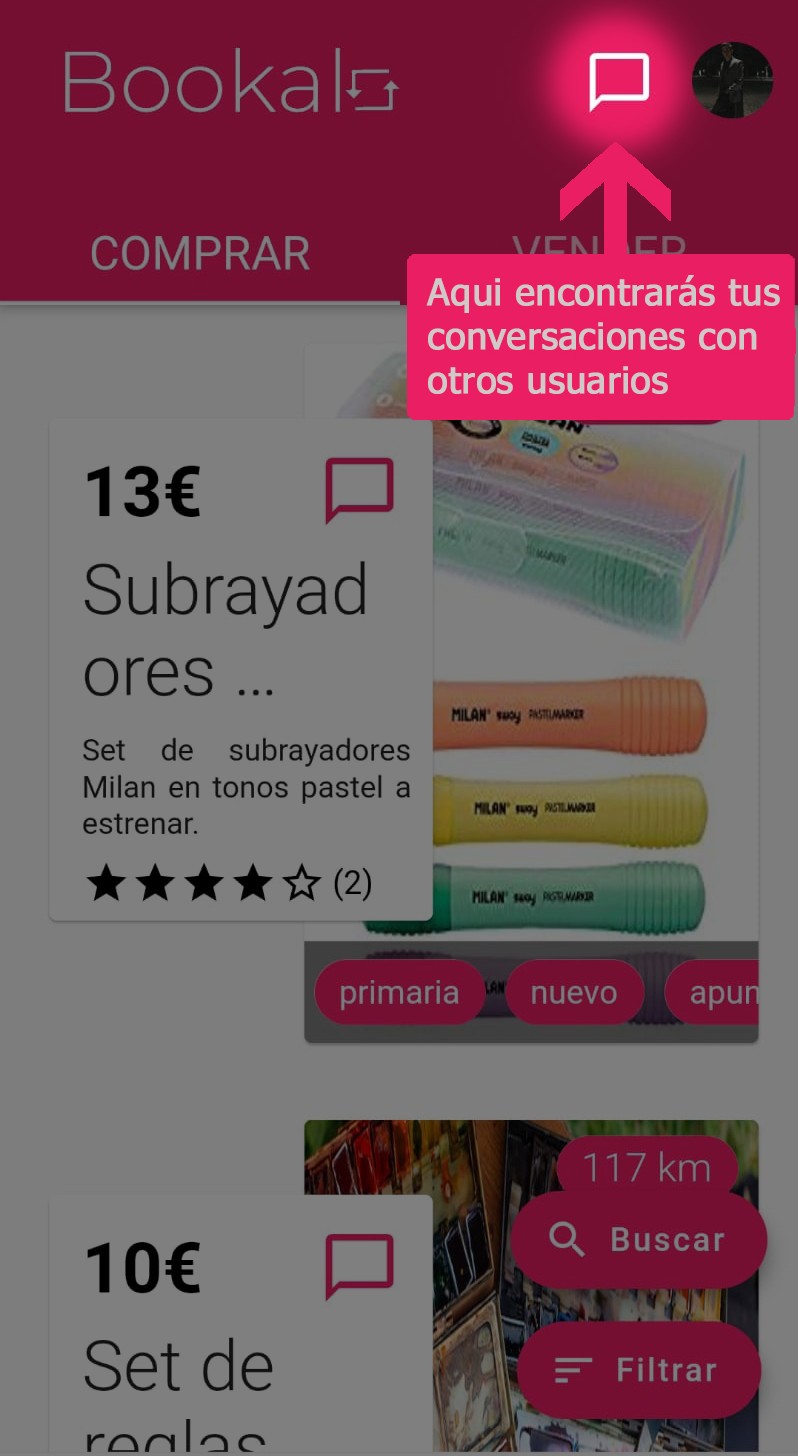 Bookal
COMPRAR
VENDER
Aqui encontrarás tus
conversaciones con
otros usuarios
13€
Subrayad
ores ...
Set de subrayadores
Milan en tonos pastel a
estrenar.
(2)
MILAN® sway PASTELMARKER
MILAN® sway PASTELMARKER
MILAN® sway PASTELMARKER
primaria
nuevo
apun
117 km
Buscar
10€
Set de
reglas
Filtrar